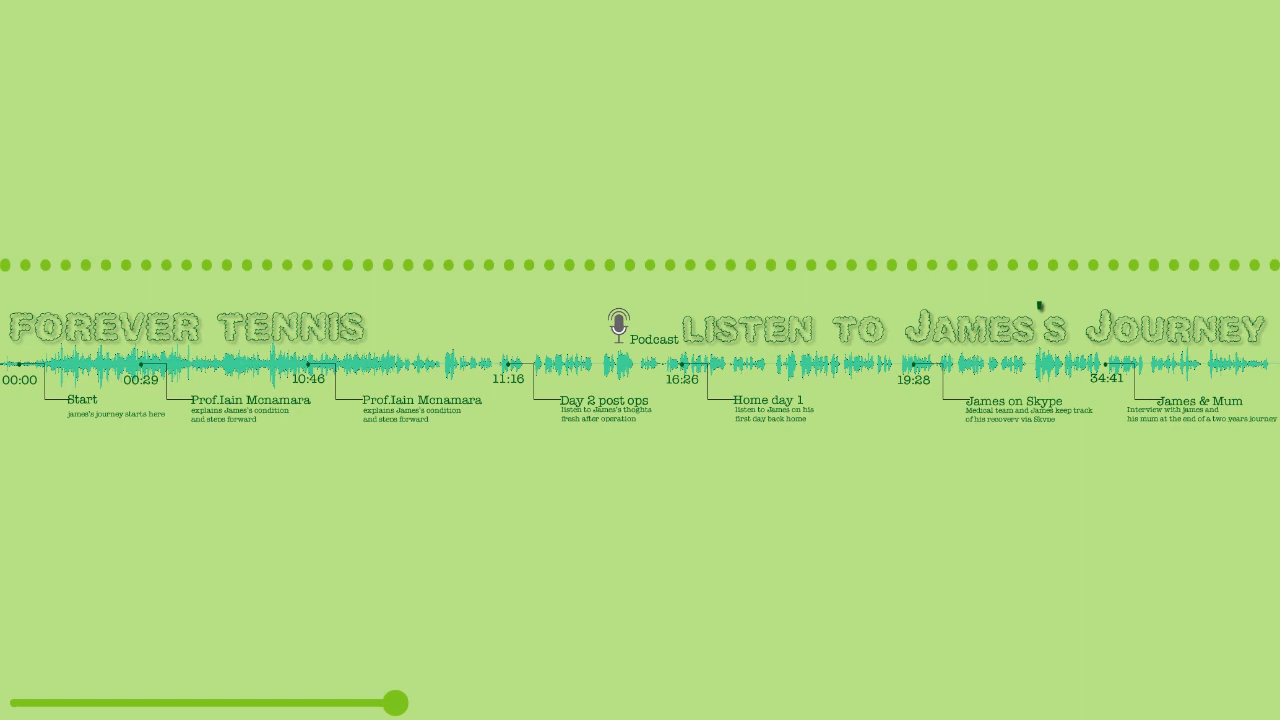 FOREVER TENNIS
Podcast
LISTEN TO JAMES'S JOURNEY
00:00
00:29
10:46
11:16
16:26
19:28
34:41
Start
james's journey starts here
Prof.Iain Mcnamara
explains James's condition
and steps forward
Prof.Iain Mcnamara
explains James's condition
and steps forward
Day 2 post ops
listen to James's thoghts
fresh after operation
Home day 1
listen to James on his
first day back home
James on Skype
Medical team and James keep track
of his recovery via Skype
James & Mum
Interview with james and
his mum at the end of a two years journey